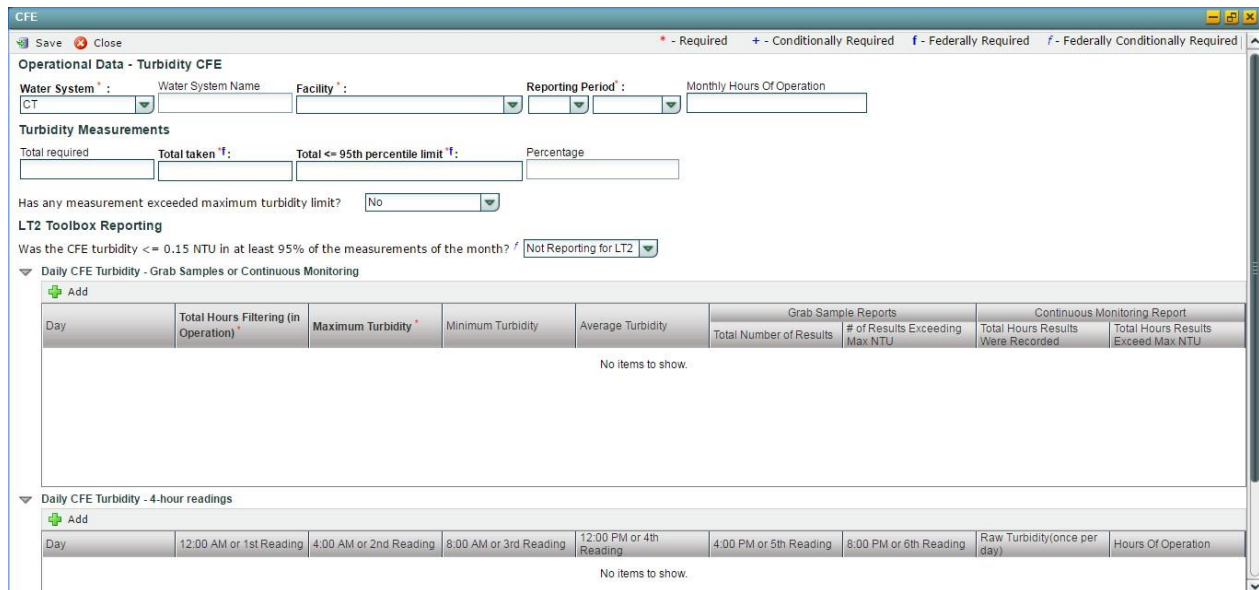 CFE
Save Close * - Required + - Conditionally Required f - Federally Required f - Federally Conditionally Required
Operational Data - Turbidity CFE
Water System * : Water System Name Facility * : Reporting Period * : Monthly Hours Of Operation
CT
Turbidity Measurements
Total required Total taken *f : Total <= 95th percentile limit *f : Percentage
Has any measurement exceeded maximum turbidity limit? No
LT2 Toolbox Reporting
Was the CFE turbidity <= 0.15 NTU in at least 95% of the measurements of the month? f Not Reporting for LT2
Daily CFE Turbidity - Grab Samples or Continuous Monitoring
Add
Day Total Hours Filtering (in Operation) * Maximum Turbidity * Minimum Turbidity Average Turbidity Grab Sample Reports Continuous Monitoring Report
Total Number of Results # of Results Exceeding Max NTU Total Hours Results Were Recorded Total Hours Results Exceed Max NTU
No items to show.
Daily CFE Turbidity - 4-hour readings
Add
Day 12:00 AM or 1st Reading 4:00 AM or 2nd Reading 8:00 AM or 3rd Reading 12:00 PM or 4th Reading 4:00 PM or 5th Reading 8:00 PM or 6th Reading Raw Turbidity(once per day) Hours Of Operation
No items to show.